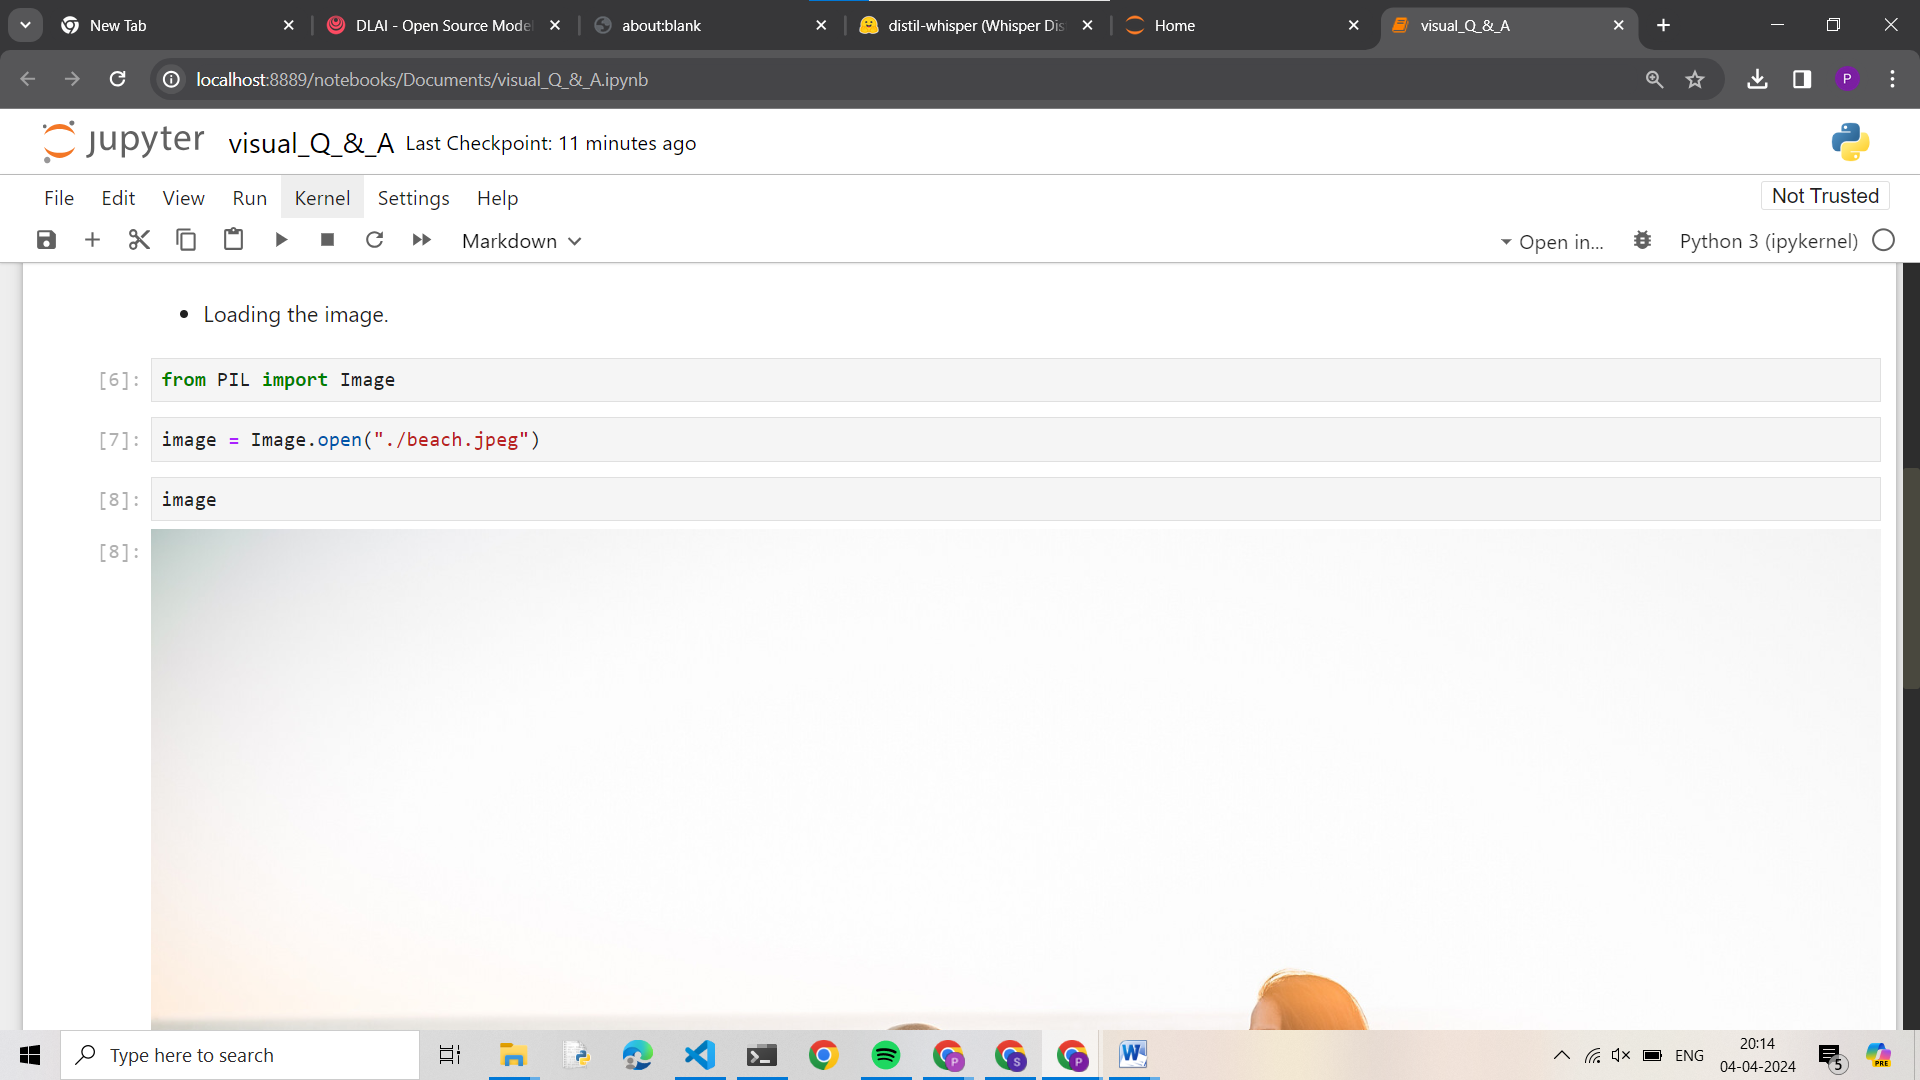 New Tab
DLAI - Open Source Model
about:blank
distil-whisper (Whisper Dis
Home
visual_Q_&_A
localhost:8889/notebooks/Documents/visual_Q_&_A.ipynb
P
jupyter
visual_Q_&_A
Last Checkpoint: 11 minutes ago
File
Edit
View
Run
Kernel
Settings
Help
Not Trusted
Markdown
Open in...
Python 3 (ipykernel)
Loading the image.
[6]:
from PIL import Image
[7]:
image = Image.open("./beach.jpeg")
[8]:
image
[8]:
Type here to search
P
S
P
W
ENG
20:14
04-04-2024
5
PRE